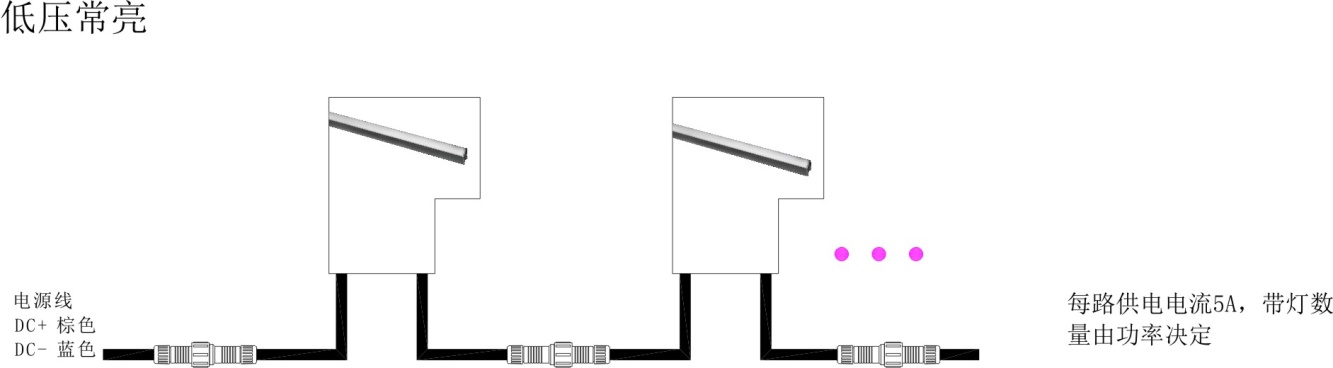 低压常亮
电源线
DC+ 棕色
DC- 蓝色
每路供电电流5A，带灯数
量由功率决定